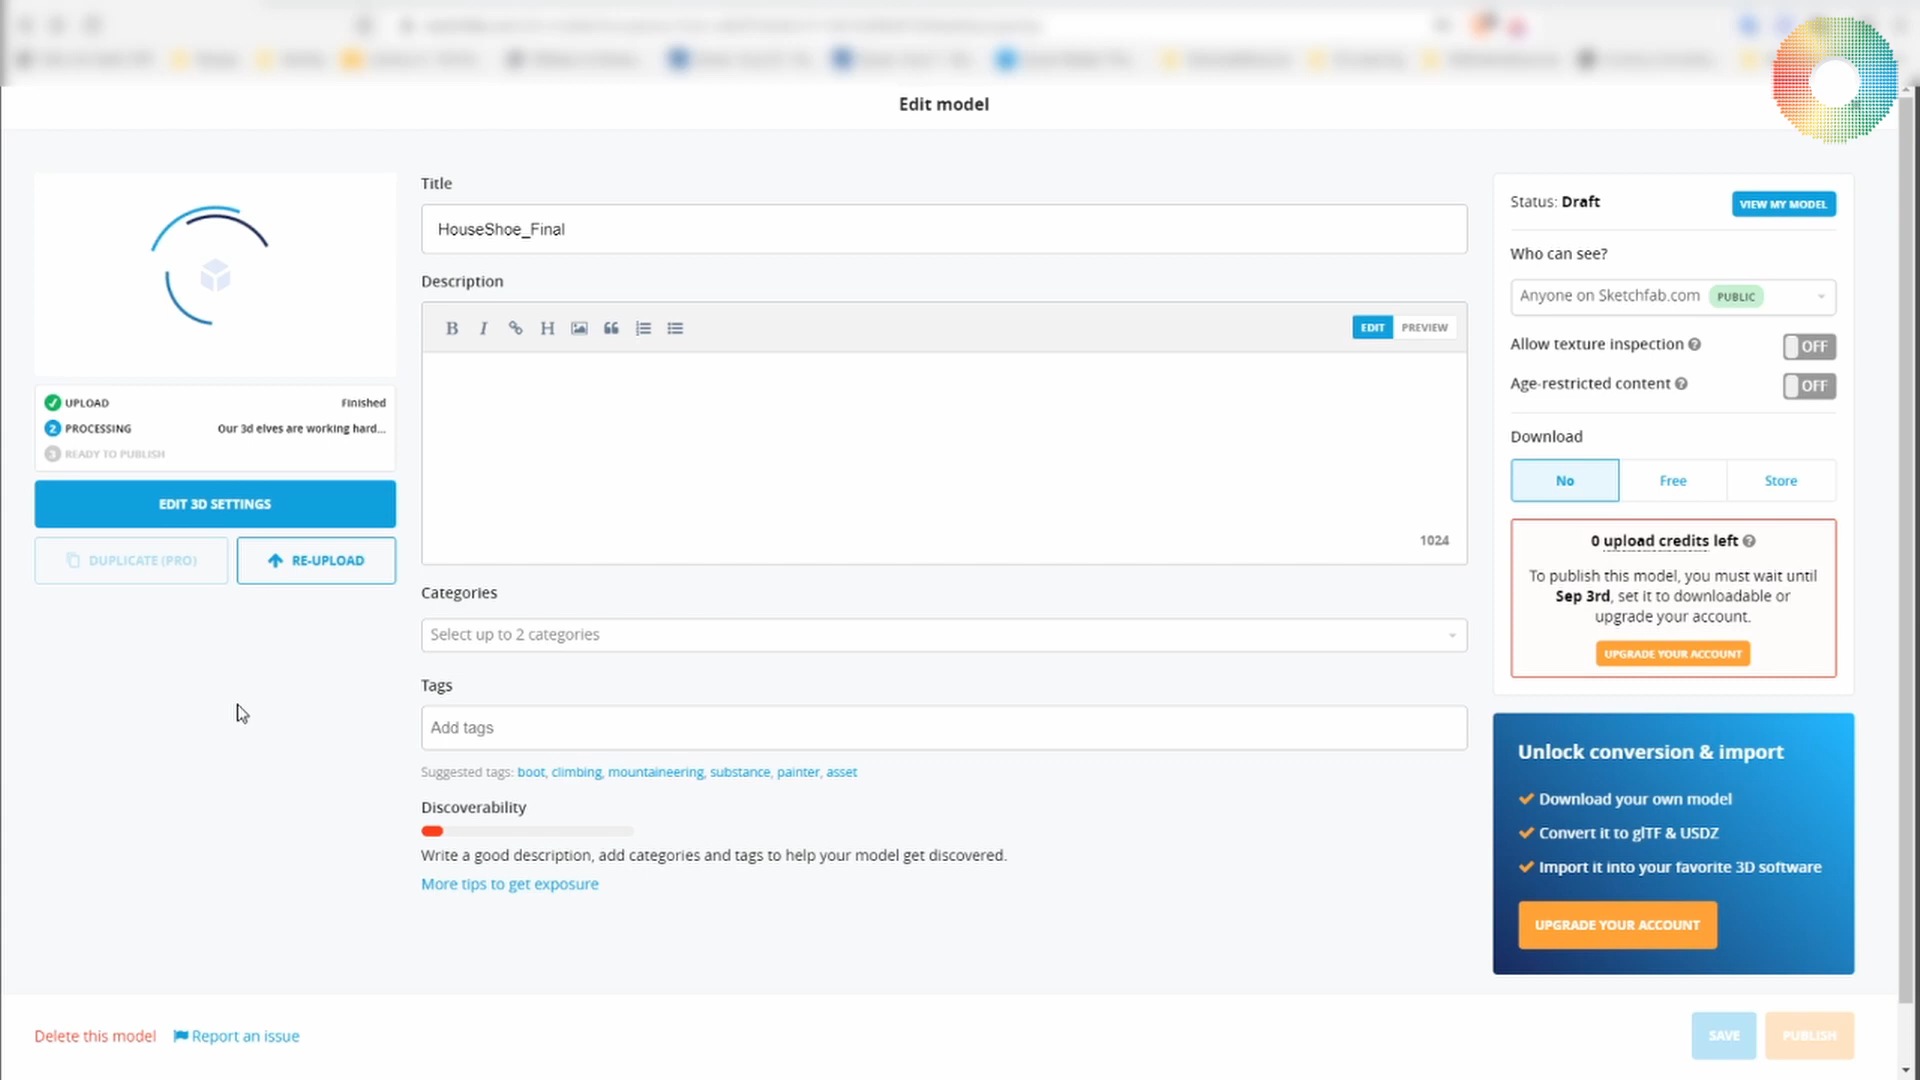 Edit model
Title
HouseShoe_Final
Description
B I H
EDIT PREVIEW
1024
UPLOAD Finished
2 PROCESSING Our 3d elves are working hard...
3 READY TO PUBLISH
EDIT 3D SETTINGS
DUPLICATE (PRO) RE-UPLOAD
Categories
Select up to 2 categories
Tags
Add tags
Suggested tags: boot, climbing, mountaineering, substance, painter, asset
Discoverability
Write a good description, add categories and tags to help your model get discovered.
More tips to get exposure
Status: Draft VIEW MY MODEL
Who can see?
Anyone on Sketchfab.com PUBLIC
Allow texture inspection ? OFF
Age-restricted content ? OFF
Download
No Free Store
0 upload credits left ?
To publish this model, you must wait until
Sep 3rd, set it to downloadable or
upgrade your account.
UPGRADE YOUR ACCOUNT
Unlock conversion & import
Download your own model
Convert it to glTF & USDZ
Import it into your favorite 3D software
UPGRADE YOUR ACCOUNT
Delete this model Report an issue
SAVE PUBLISH